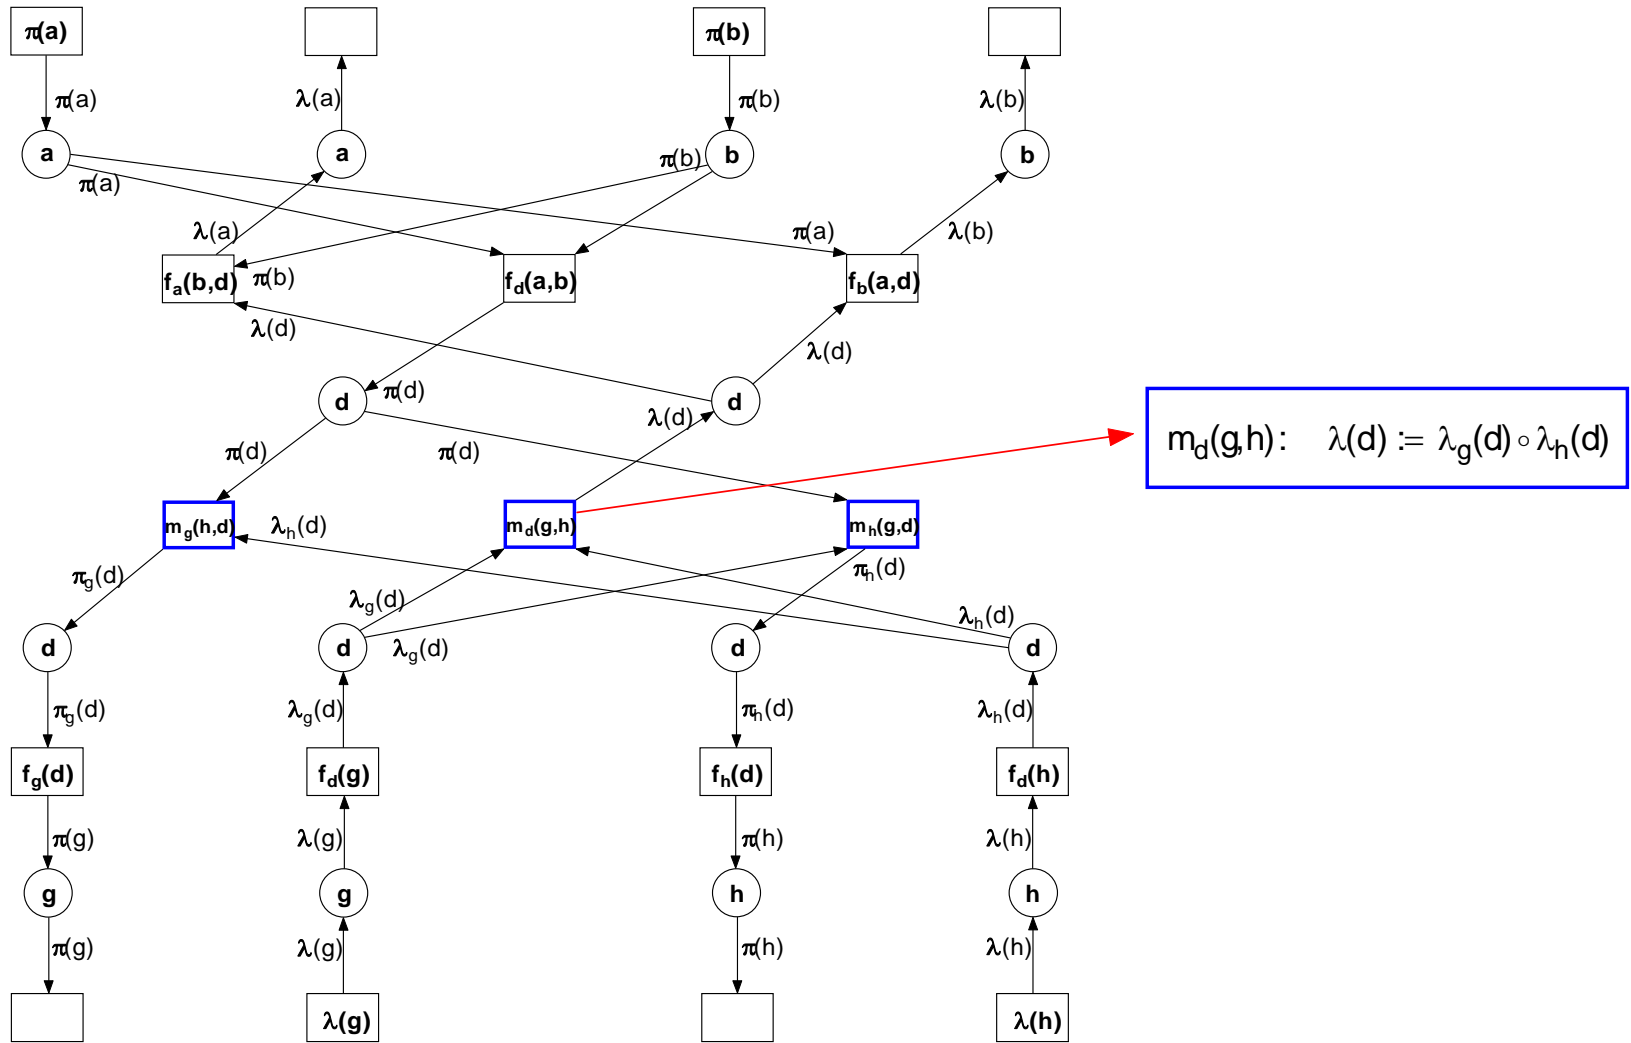 π(a)
π(b)
π(a)
λ(a)
π(b)
λ(b)
a
a
b
b
π(b)
π(a)
λ(a)
π(a)
λ(b)
fa(b,d)
π(b)
fd(a,b)
fb(a,d)
λ(d)
λ(d)
d
π(d)
d
λ(d)
π(d)
π(d)
md(g,h): λ(d) := λg(d)∘λh(d)
mg(h,d)
λh(d)
md(g,h)
mh(g,d)
πg(d)
πh(d)
λg(d)
λh(d)
d
d
λg(d)
d
d
πg(d)
λg(d)
πh(d)
λh(d)
fg(d)
fd(g)
fh(d)
fd(h)
π(g)
λ(g)
π(h)
λ(h)
g
g
h
h
π(g)
λ(g)
π(h)
λ(h)
λ(g)
λ(h)